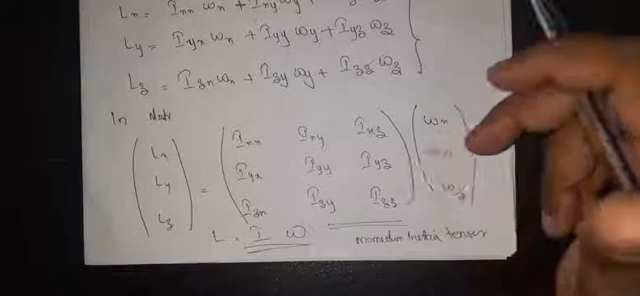 Lx = Ixx ωx + Ixy ωy +
Ly = Iyx ωx + Iyy ωy + Iyz ωz
Lz = Izx ωx + Izy ωy + Izz ωz
In
Lx Ixx Ixy Ixz ωx
Ly = Iyx Iyy Iyz
Lz Izx Izy Izz ωz
L = I ω tensor